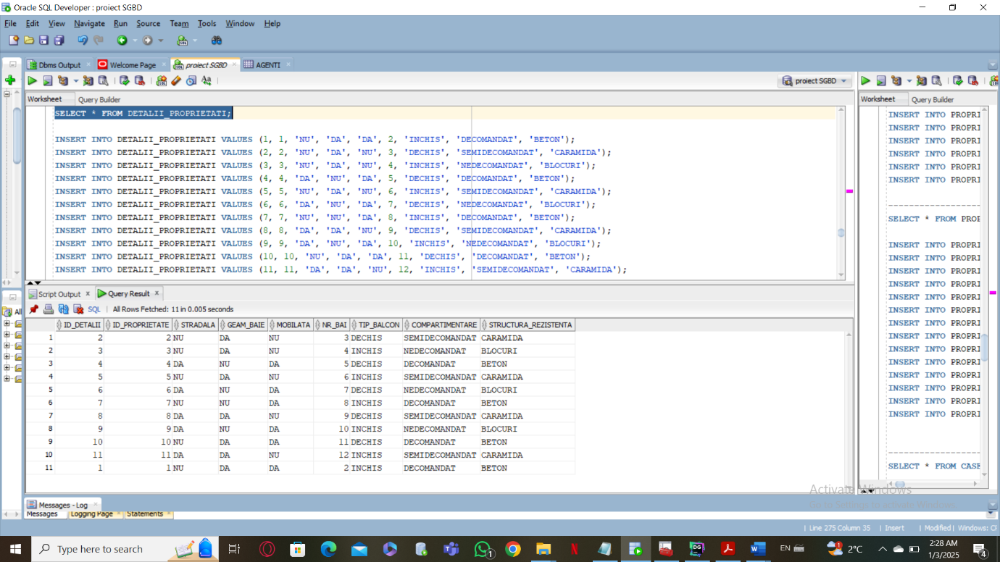 Oracle SQL Developer : proiect SGBD
File Edit View Navigate Run Source Team Tools Window Help
Dbms Output Welcome Page proiect SGBD AGENTI
proiect SGBD
Worksheet Query Builder
SELECT * FROM DETALII_PROPRIETATI;
INSERT INTO DETALII_PROPRIETATI VALUES (1, 1, 'NU', 'DA', 'DA', 2, 'INCHIS', 'DECOMANDAT', 'BETON');
INSERT INTO DETALII_PROPRIETATI VALUES (2, 2, 'NU', 'DA', 'NU', 3, 'DECHIS', 'SEMIDECOMANDAT', 'CARAMIDA');
INSERT INTO DETALII_PROPRIETATI VALUES (3, 3, 'NU', 'DA', 'NU', 4, 'INCHIS', 'NEDECOMANDAT', 'BLOCURI');
INSERT INTO DETALII_PROPRIETATI VALUES (4, 4, 'DA', 'NU', 'DA', 5, 'DECHIS', 'DECOMANDAT', 'BETON');
INSERT INTO DETALII_PROPRIETATI VALUES (5, 5, 'NU', 'DA', 'NU', 6, 'INCHIS', 'SEMIDECOMANDAT', 'CARAMIDA');
INSERT INTO DETALII_PROPRIETATI VALUES (6, 6, 'DA', 'NU', 'DA', 7, 'DECHIS', 'NEDECOMANDAT', 'BLOCURI');
INSERT INTO DETALII_PROPRIETATI VALUES (7, 7, 'NU', 'NU', 'DA', 8, 'INCHIS', 'DECOMANDAT', 'BETON');
INSERT INTO DETALII_PROPRIETATI VALUES (8, 8, 'DA', 'DA', 'NU', 9, 'DECHIS', 'SEMIDECOMANDAT', 'CARAMIDA');
INSERT INTO DETALII_PROPRIETATI VALUES (9, 9, 'DA', 'NU', 'DA', 10, 'INCHIS', 'NEDECOMANDAT', 'BLOCURI');
INSERT INTO DETALII_PROPRIETATI VALUES (10, 10, 'NU', 'DA', 'DA', 11, 'DECHIS', 'DECOMANDAT', 'BETON');
INSERT INTO DETALII_PROPRIETATI VALUES (11, 11, 'DA', 'DA', 'NU', 12, 'INCHIS', 'SEMIDECOMANDAT', 'CARAMIDA');
Script Output Query Result
SQL All Rows Fetched: 11 in 0.005 seconds
ID_DETALII ID_PROPRIETATE STRADALA GEAM_BAIE MOBILATA NR_BAI TIP_BALCON COMPARTIMENTARE STRUCTURA_REZISTENTA
1 2 2 NU DA NU 3 DECHIS SEMIDECOMANDAT CARAMIDA
2 3 3 NU DA NU 4 INCHIS NEDECOMANDAT BLOCURI
3 4 4 DA NU DA 5 DECHIS DECOMANDAT BETON
4 5 5 NU DA NU 6 INCHIS SEMIDECOMANDAT CARAMIDA
5 6 6 DA NU DA 7 DECHIS NEDECOMANDAT BLOCURI
6 7 7 NU NU DA 8 INCHIS DECOMANDAT BETON
7 8 8 DA DA NU 9 DECHIS SEMIDECOMANDAT CARAMIDA
8 9 9 DA NU DA 10 INCHIS NEDECOMANDAT BLOCURI
9 10 10 NU DA DA 11 DECHIS DECOMANDAT BETON
10 11 11 DA DA NU 12 INCHIS SEMIDECOMANDAT CARAMIDA
11 1 1 NU DA DA 2 INCHIS DECOMANDAT BETON
Worksheet Query Builder
INSERT INTO PROPRI
INSERT INTO PROPRI
INSERT INTO PROPRI
INSERT INTO PROPRI
INSERT INTO PROPRI
INSERT INTO PROPRI
------------------
SELECT * FROM PROP
INSERT INTO PROPRI
INSERT INTO PROPRI
INSERT INTO PROPRI
INSERT INTO PROPRI
INSERT INTO PROPRI
INSERT INTO PROPRI
INSERT INTO PROPRI
INSERT INTO PROPRI
INSERT INTO PROPRI
INSERT INTO PROPRI
INSERT INTO PROPRI
INSERT INTO PROPRI
INSERT INTO PROPRI
INSERT INTO PROPRI
------------------
SELECT * FROM CASE
All
Activate Windows
Go to Settings to activate Windows.
Messages - Log
Messages Logging Page Statements
Line 275 Column 35 Insert Modified Windows: C
Type here to search
1
EN
2°C
2:28 AM
1/3/2025
4